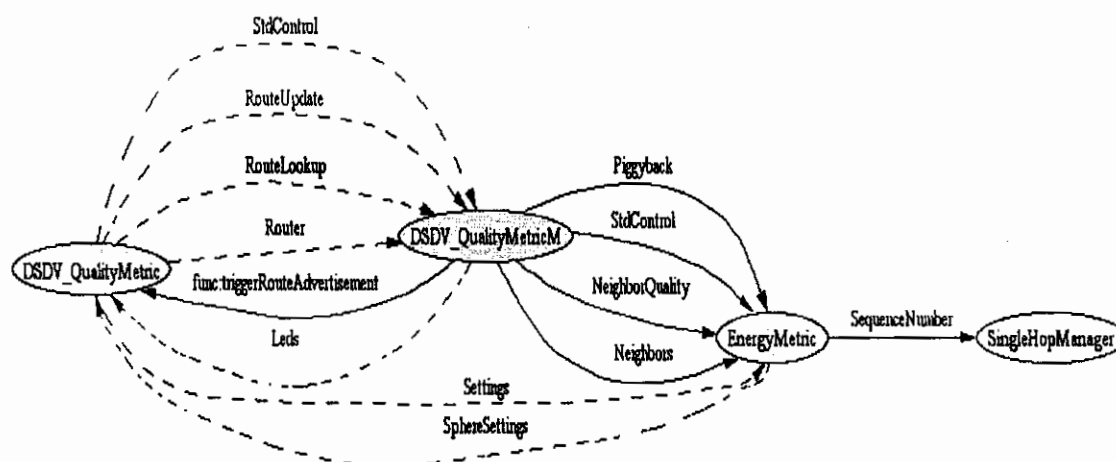 StdControl
RouteUpdate
RouteLookup
Router
func:triggerRouteAdvertisement
Leds
DSDV_QualityMetric
DSDV_QualityMetricM
Piggyback
StdControl
NeighborQuality
Neighbors
EnergyMetric
SequenceNumber
SingleHopManager
Settings
SphereSettings